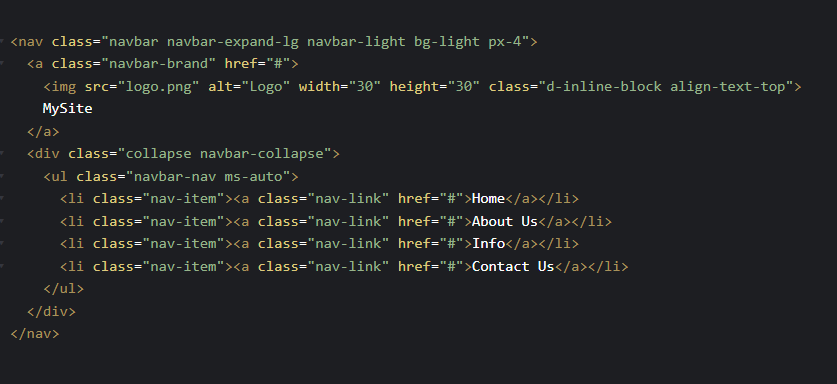 <nav class="navbar navbar-expand-lg navbar-light bg-light px-4">
<a class="navbar-brand" href="#">
<img src="logo.png" alt="Logo" width="30" height="30" class="d-inline-block align-text-top">
MySite
</a>
<div class="collapse navbar-collapse">
<ul class="navbar-nav ms-auto">
<li class="nav-item"><a class="nav-link" href="#">Home</a></li>
<li class="nav-item"><a class="nav-link" href="#">About Us</a></li>
<li class="nav-item"><a class="nav-link" href="#">Info</a></li>
<li class="nav-item"><a class="nav-link" href="#">Contact Us</a></li>
</ul>
</div>
</nav>